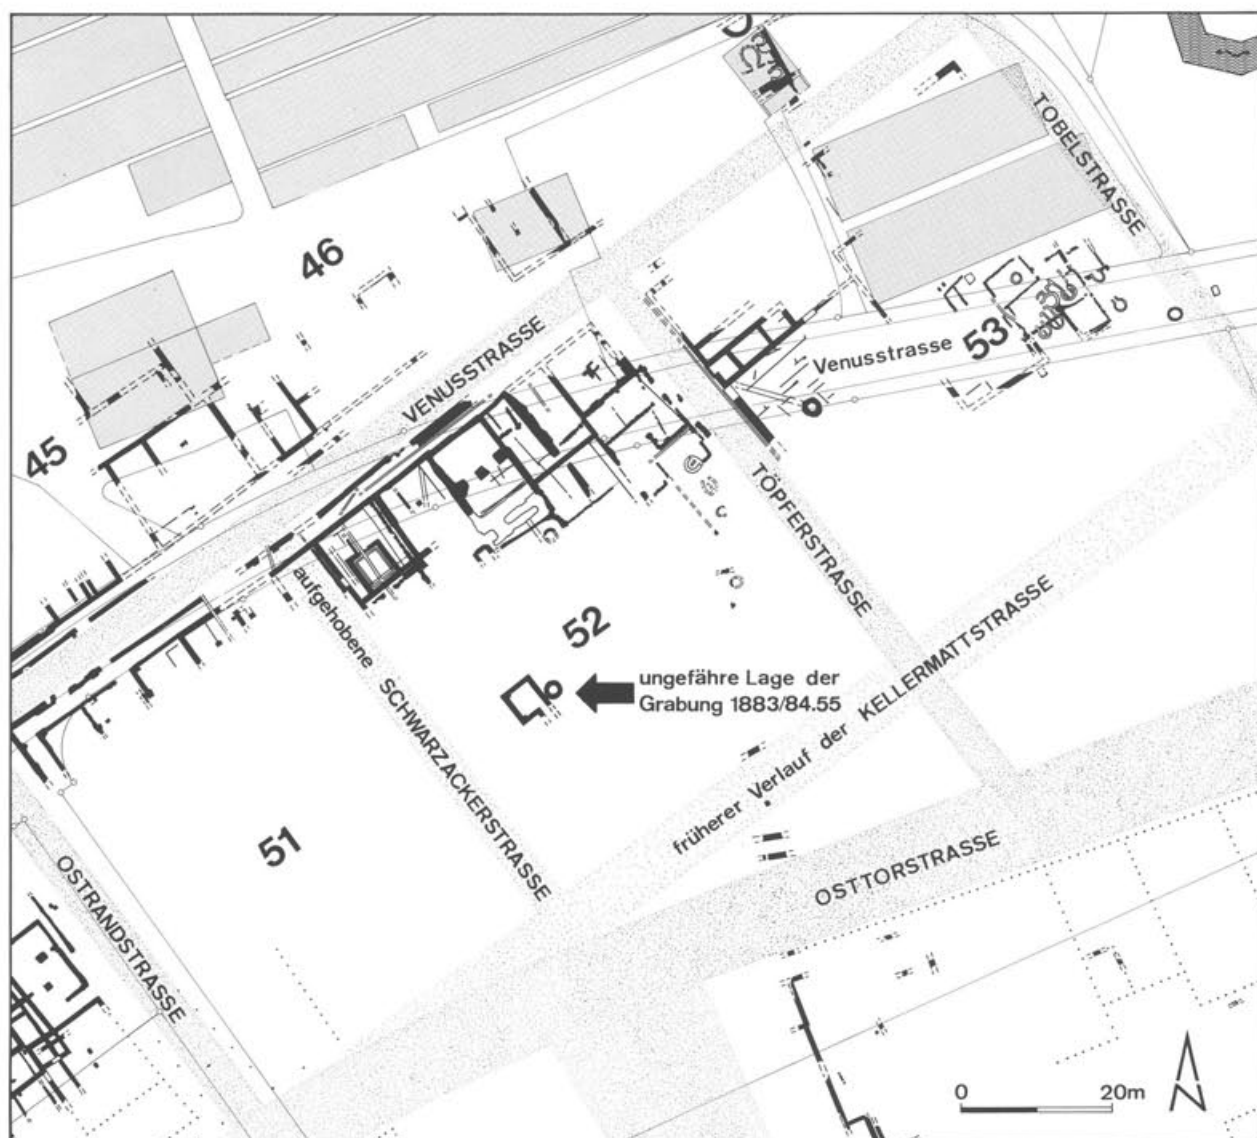 TOBELSTRASSE
46
VENUSSTRASSE
Venusstrasse
53
45
TÖPFERSTRASSE
aufgehobene SCHWARZACKERSTRASSE
52
ungefähre Lage der
Grabung 1883/84.55
früherer Verlauf der KELLERMATTSTRASSE
51
OSTRANDSTRASSE
OSTTORSTRASSE
0 20m
N